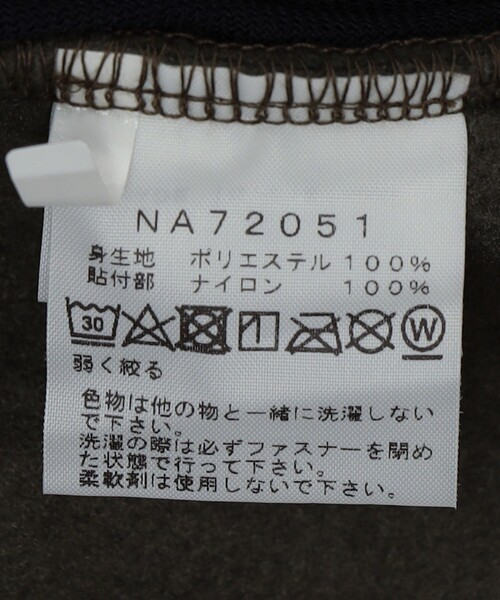 NA72051
身生地 ポリエステル 100%
貼付部 ナイロン 100%
30 W
弱く絞る
色物は他の物と一緒に洗濯しない
で下さい。
洗濯の際は必ずファスナーを閉め
た状態で行って下さい。
柔軟剤は使用しないで下さい。